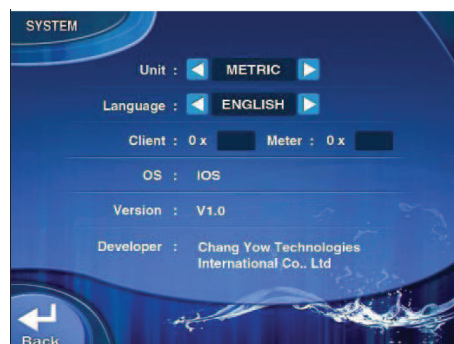 SYSTEM
Unit : METRIC
Language : ENGLISH
Client : 0 x Meter : 0 x
OS : IOS
Version : V1.0
Developer : Chang Yow Technologies
International Co.. Ltd
Back